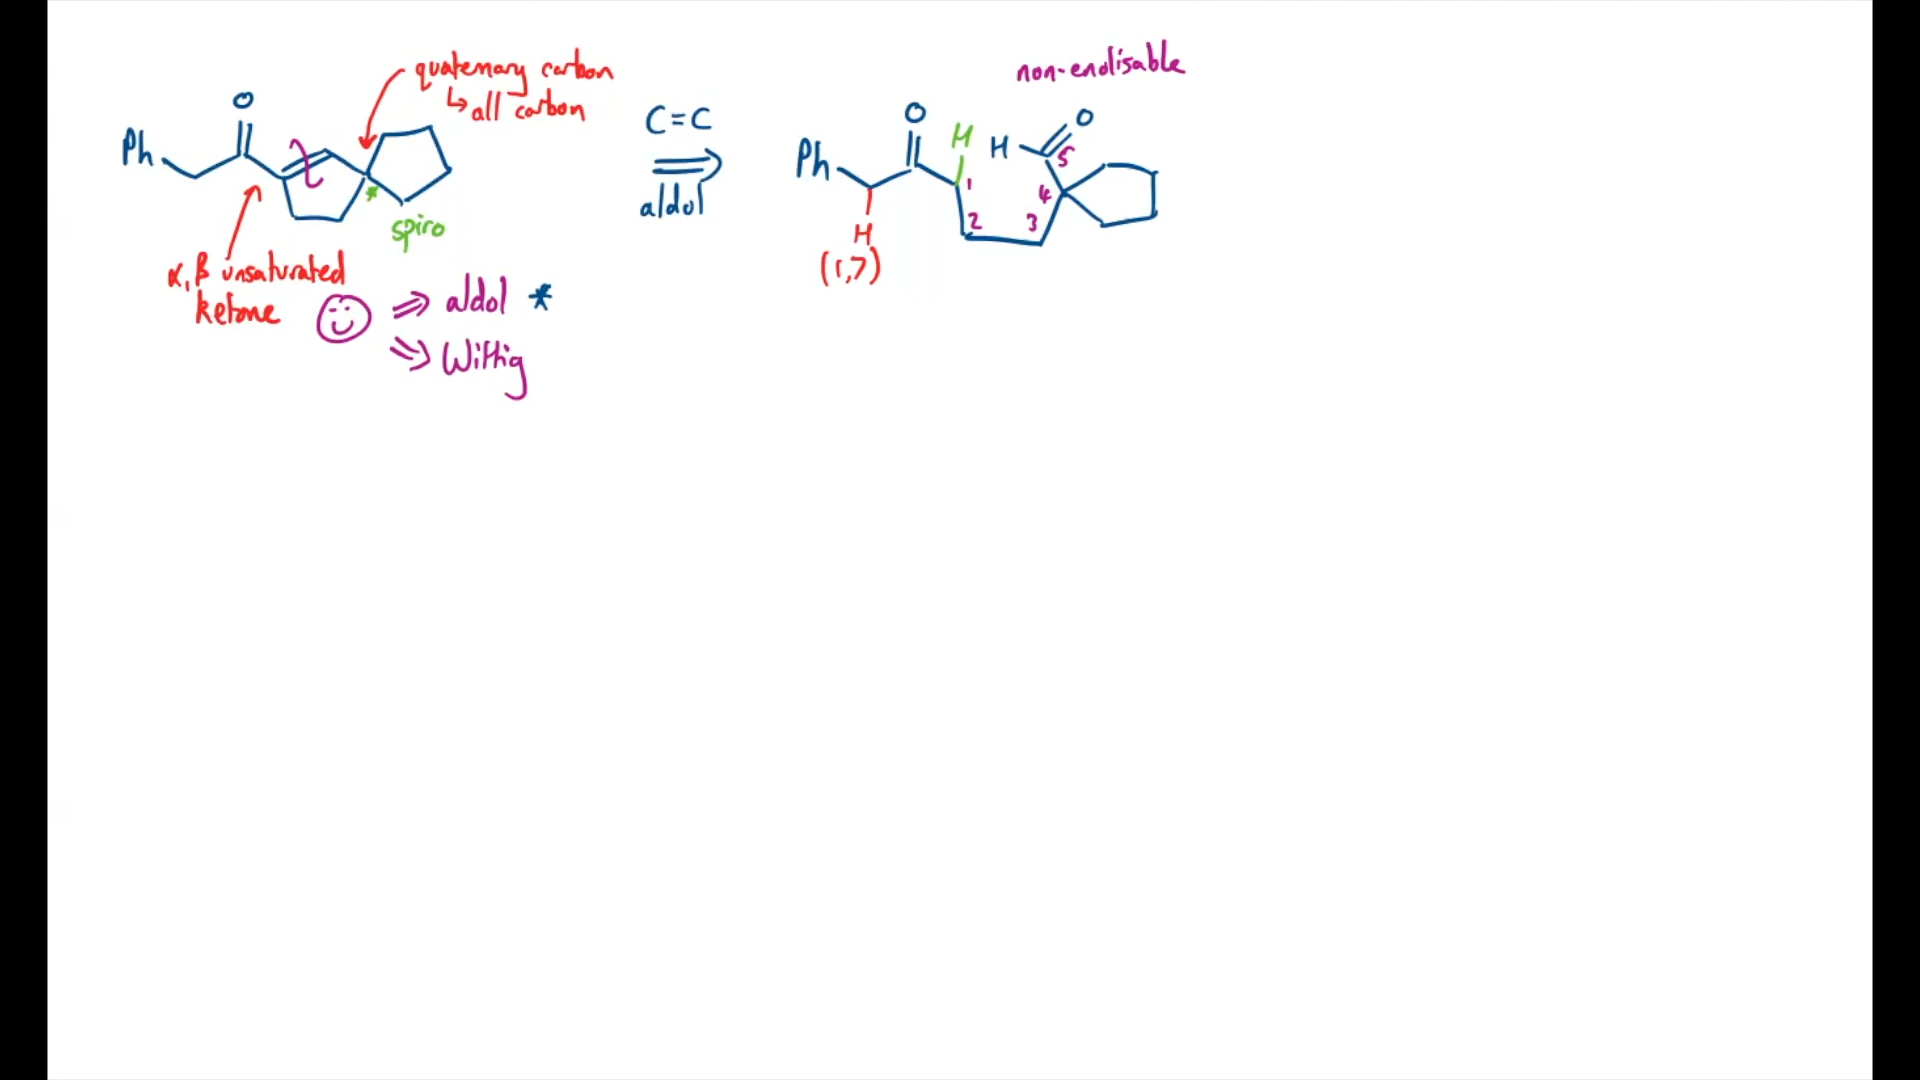 quaternary carbon
↳ all carbon
O
Ph
*
spiro
α,β unsaturated
ketone
⇒ aldol *
⇒ Wittig
C=C
aldol
non-enolisable
O
O
H
H
Ph
5
1
4
2
3
H
(1,7)